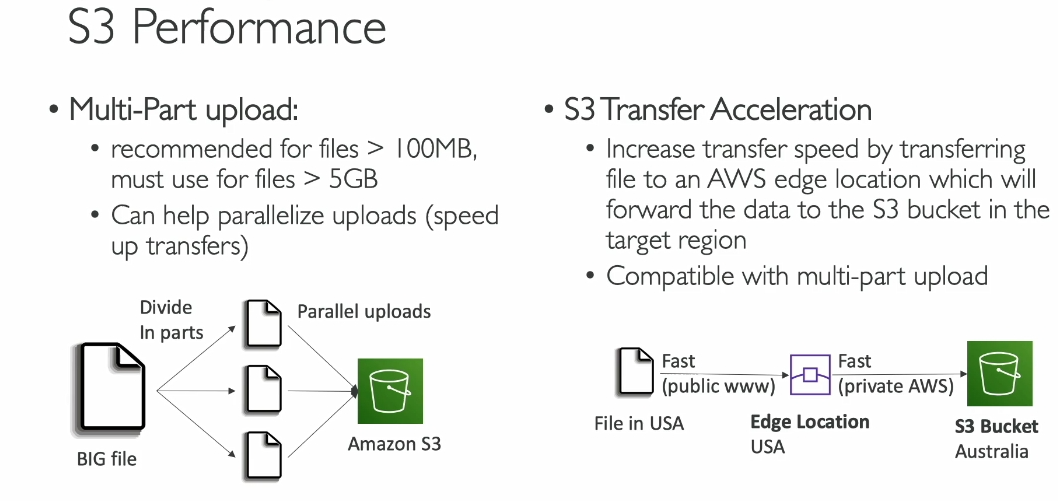 S3 Performance
• Multi-Part upload:
• recommended for files > 100MB,
must use for files > 5GB
• Can help parallelize uploads (speed
up transfers)
Divide
In parts
Parallel uploads
BIG file
Amazon S3
• S3 Transfer Acceleration
• Increase transfer speed by transferring
file to an AWS edge location which will
forward the data to the S3 bucket in the
target region
• Compatible with multi-part upload
Fast
(public www)
Fast
(private AWS)
File in USA
Edge Location
USA
S3 Bucket
Australia